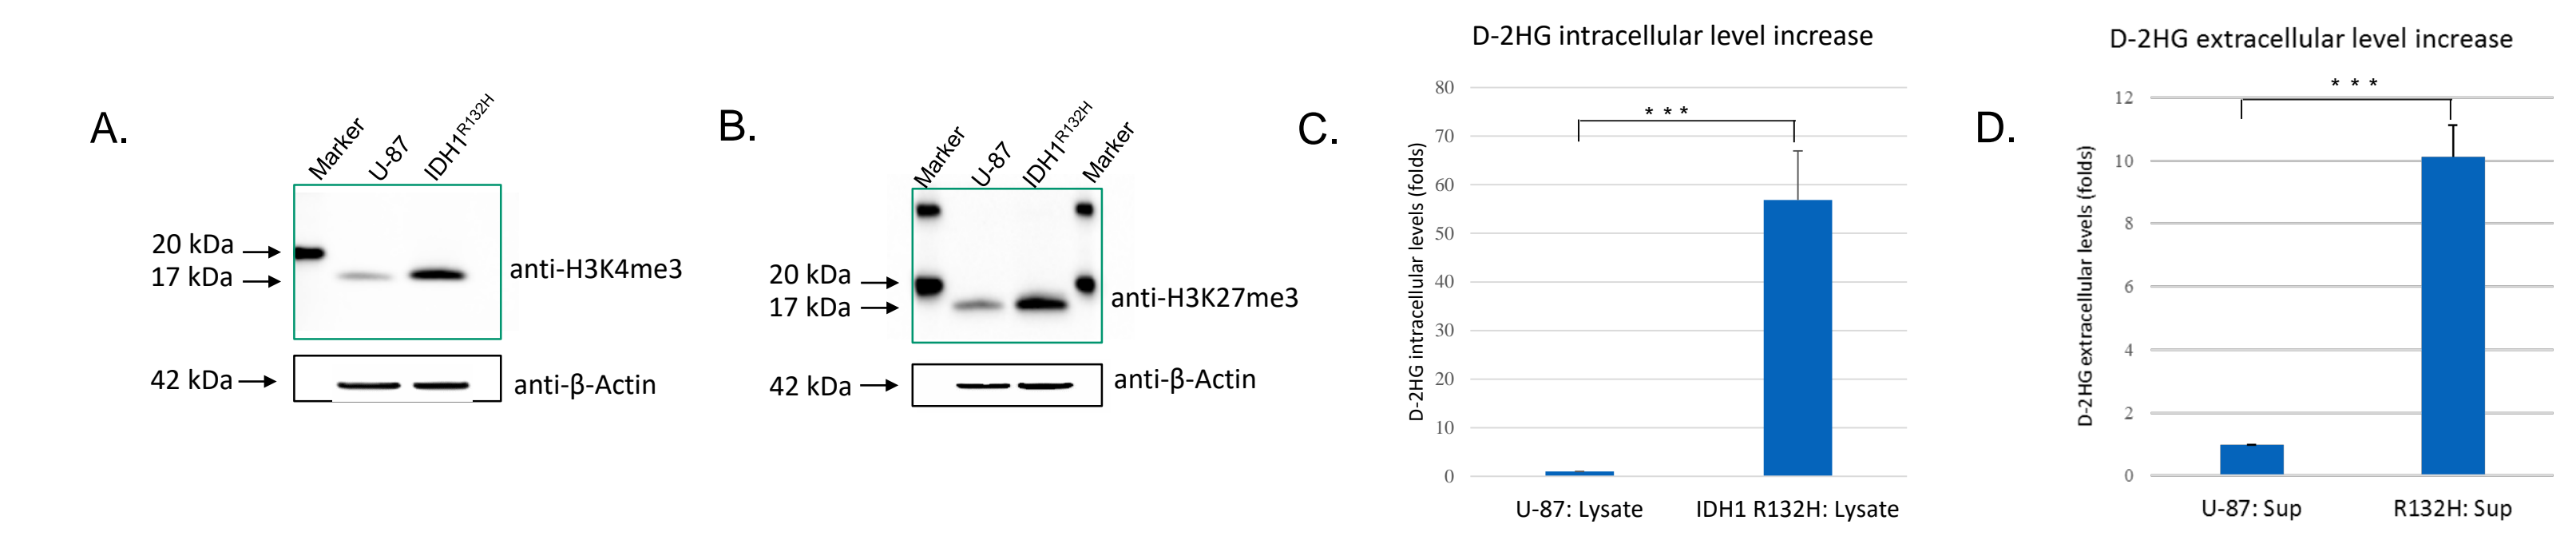 A.
Marker
U-87
IDH1R132H
20 kDa
17 kDa
anti-H3K4me3
42 kDa
anti-β-Actin
B.
Marker
U-87
IDH1R132H
Marker
20 kDa
17 kDa
anti-H3K27me3
42 kDa
anti-β-Actin
C.
D-2HG intracellular level increase
D-2HG intracellular levels (folds)
80
70
60
50
40
30
20
10
0
* * *
U-87: Lysate
IDH1 R132H: Lysate
D.
D-2HG extracellular level increase
D-2HG extracellular levels (folds)
12
10
8
6
4
2
0
* * *
U-87: Sup
R132H: Sup